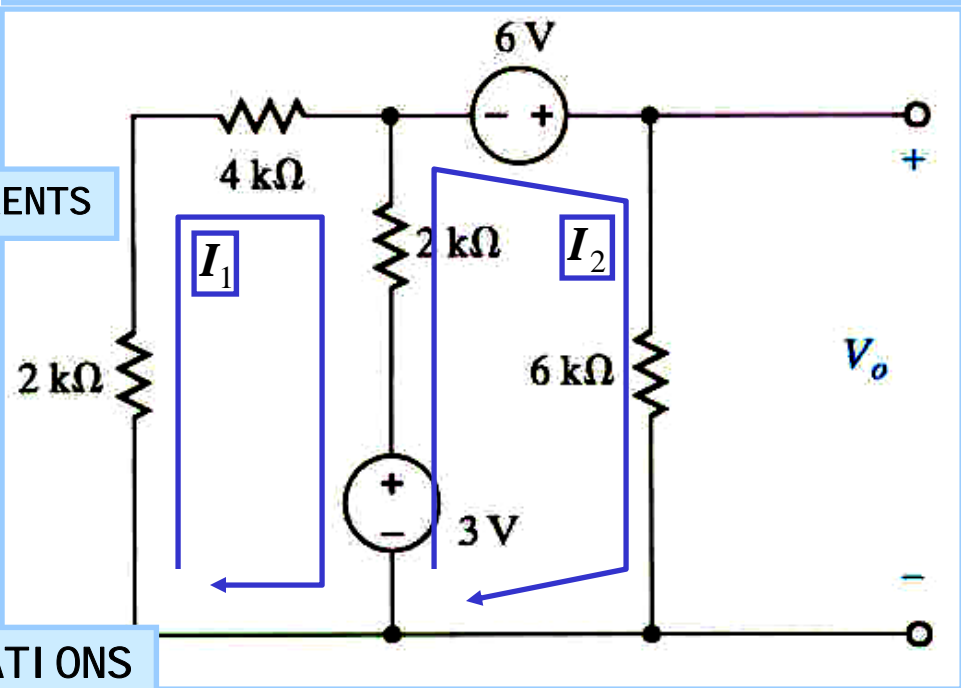 6 V
− +
+
4 kΩ
ENTS
I₁
2 kΩ
I₂
2 kΩ
6 kΩ
Vₒ
+
−
3 V
−
ATIONS